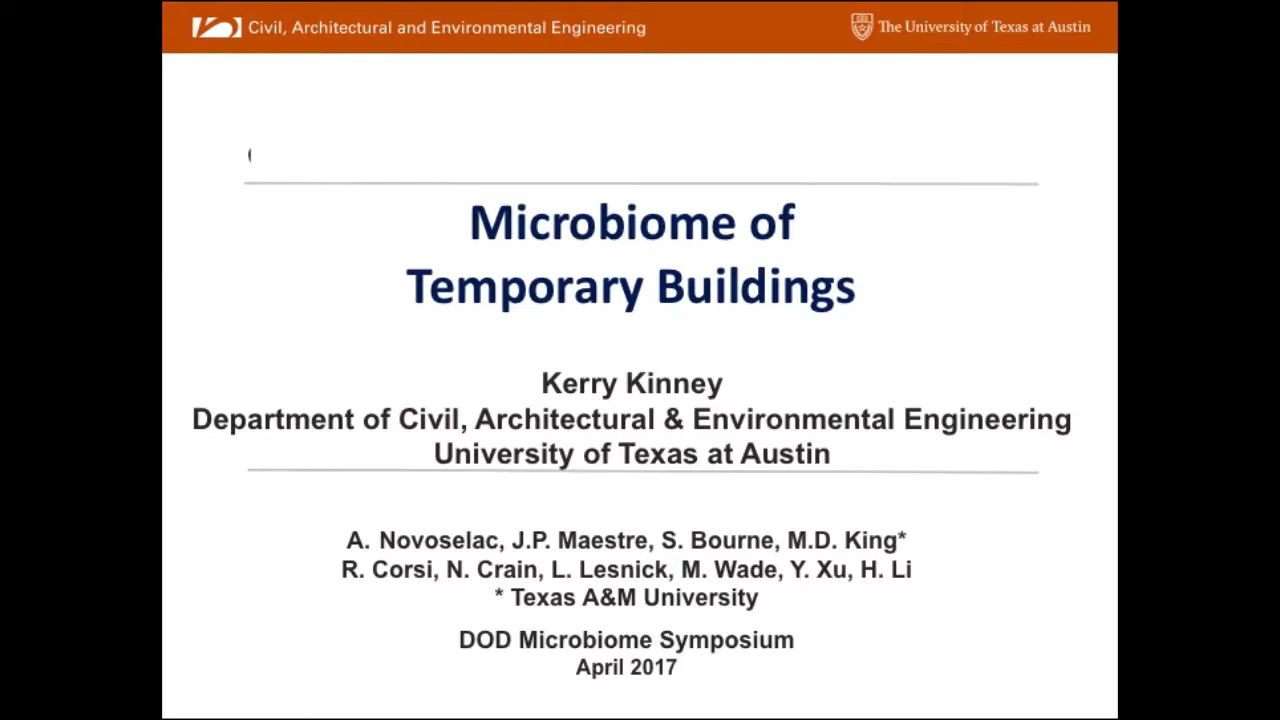 Civil, Architectural and Environmental Engineering
The University of Texas at Austin
Microbiome of
Temporary Buildings
Kerry Kinney
Department of Civil, Architectural & Environmental Engineering
University of Texas at Austin
A. Novoselac, J.P. Maestre, S. Bourne, M.D. King*
R. Corsi, N. Crain, L. Lesnick, M. Wade, Y. Xu, H. Li
* Texas A&M University
DOD Microbiome Symposium
April 2017